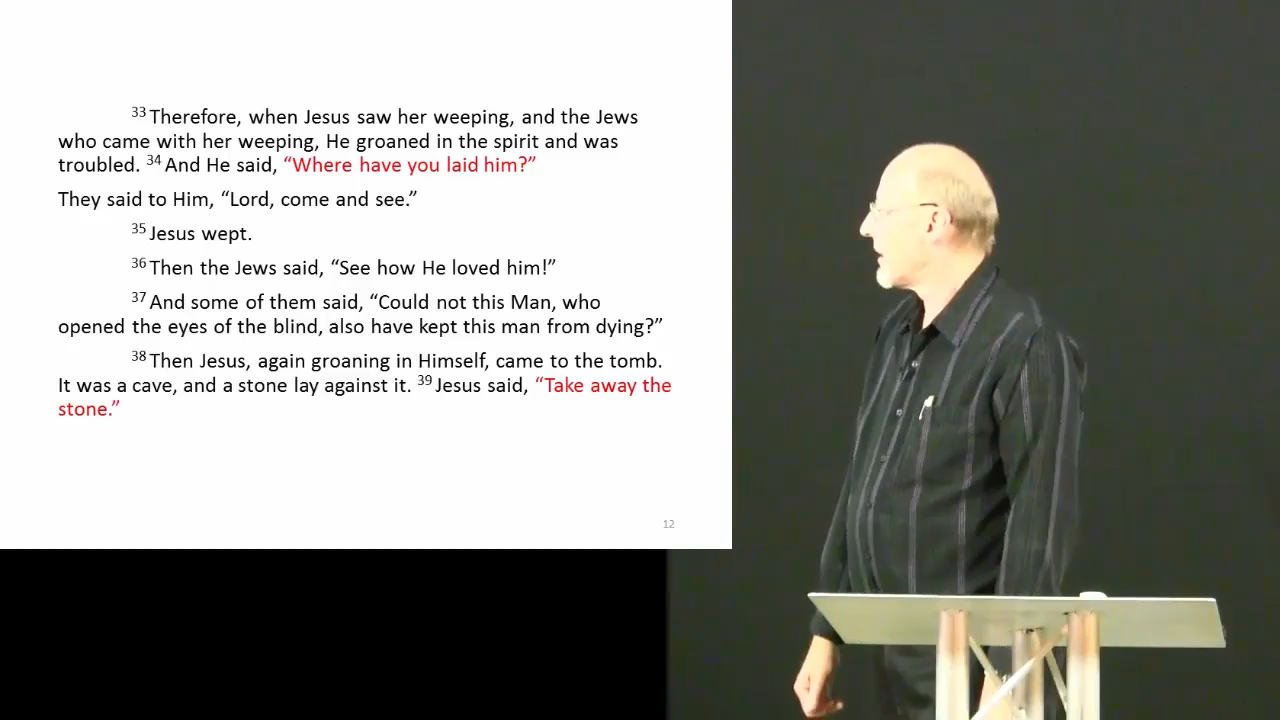 33 Therefore, when Jesus saw her weeping, and the Jews
who came with her weeping, He groaned in the spirit and was
troubled. 34 And He said, “Where have you laid him?”
They said to Him, “Lord, come and see.”
35 Jesus wept.
36 Then the Jews said, “See how He loved him!”
37 And some of them said, “Could not this Man, who
opened the eyes of the blind, also have kept this man from dying?”
38 Then Jesus, again groaning in Himself, came to the tomb.
It was a cave, and a stone lay against it. 39 Jesus said, “Take away the
stone.”
12